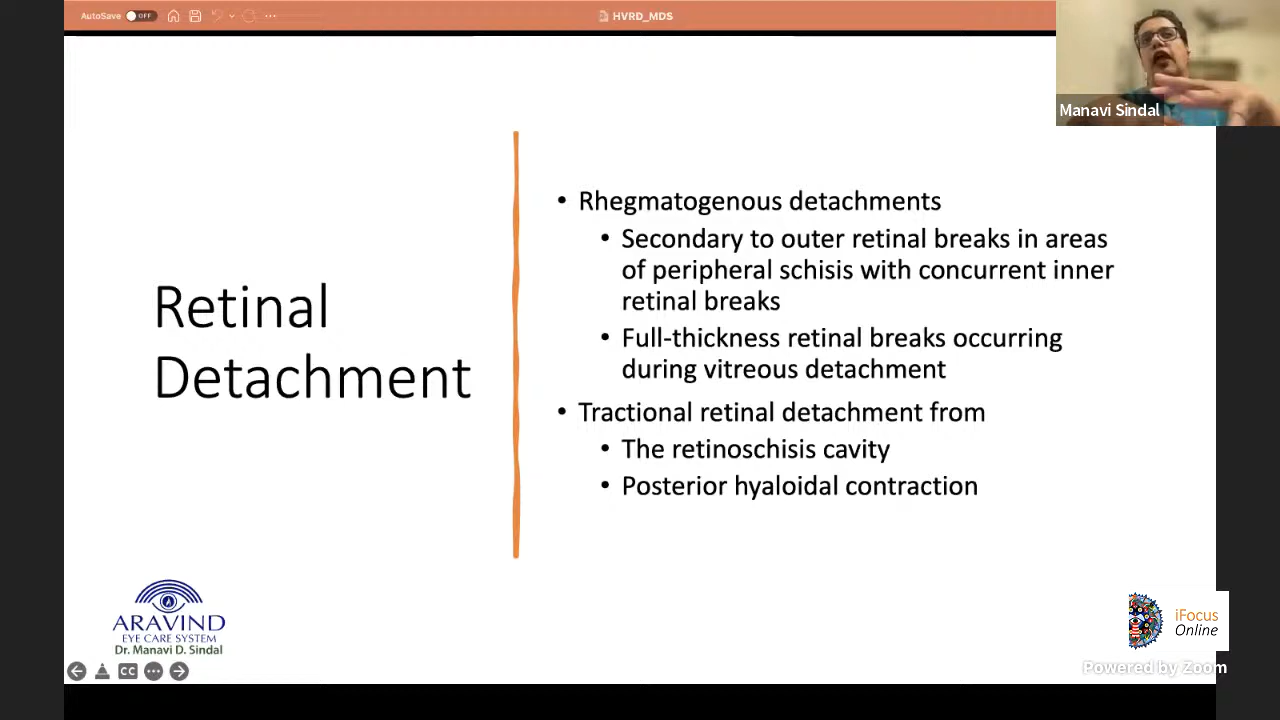 AutoSave OFF
HVRD_MDS
Manavi Sindal
Retinal
Detachment
• Rhegmatogenous detachments
• Secondary to outer retinal breaks in areas
of peripheral schisis with concurrent inner
retinal breaks
• Full-thickness retinal breaks occurring
during vitreous detachment
• Tractional retinal detachment from
• The retinoschisis cavity
• Posterior hyaloidal contraction
ARAVIND
EYE CARE SYSTEM
Dr. Manavi D. Sindal
CC
iFocus
Online
Powered by Zoom